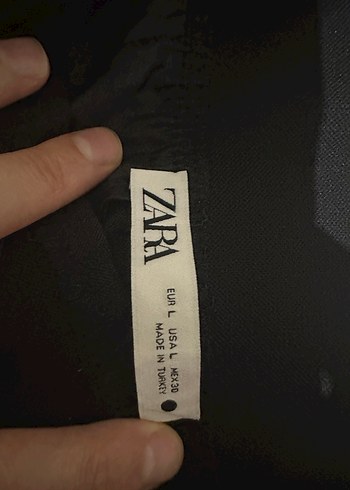 ZARA
EUR L USA L MEX 30
MADE IN TURKEY